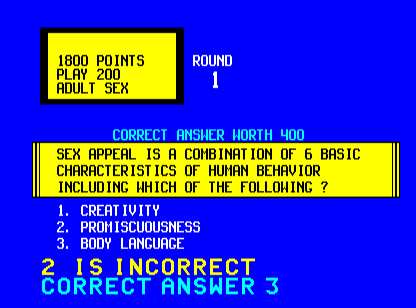 1800 POINTS
PLAY 200
ADULT SEX
ROUND
1
CORRECT ANSWER WORTH 400
SEX APPEAL IS A COMBINATION OF 6 BASIC
CHARACTERISTICS OF HUMAN BEHAVIOR
INCLUDING WHICH OF THE FOLLOWING ?
1. CREATIVITY
2. PROMISCUOUSNESS
3. BODY LANGUAGE
2 IS INCORRECT
CORRECT ANSWER 3